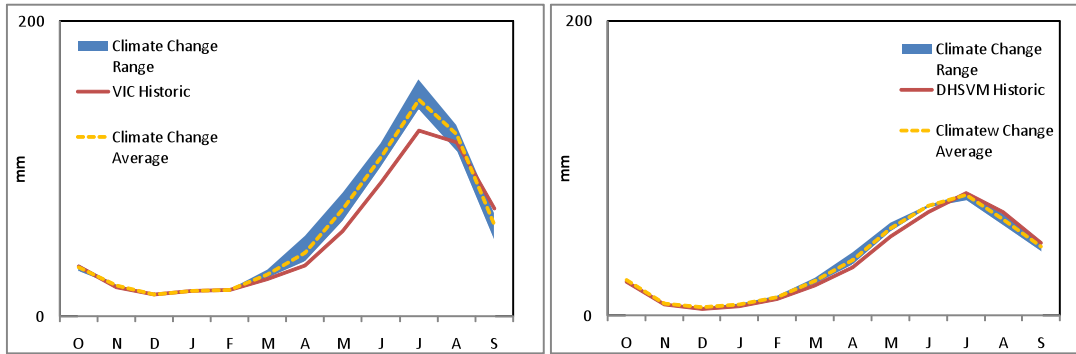 200
Climate Change
Range
VIC Historic
Climate Change
Average
mm
0
O N D J F M A M J J A S
200
Climate Change
Range
DHSVM Historic
Climatew Change
Average
mm
0
O N D J F M A M J J A S